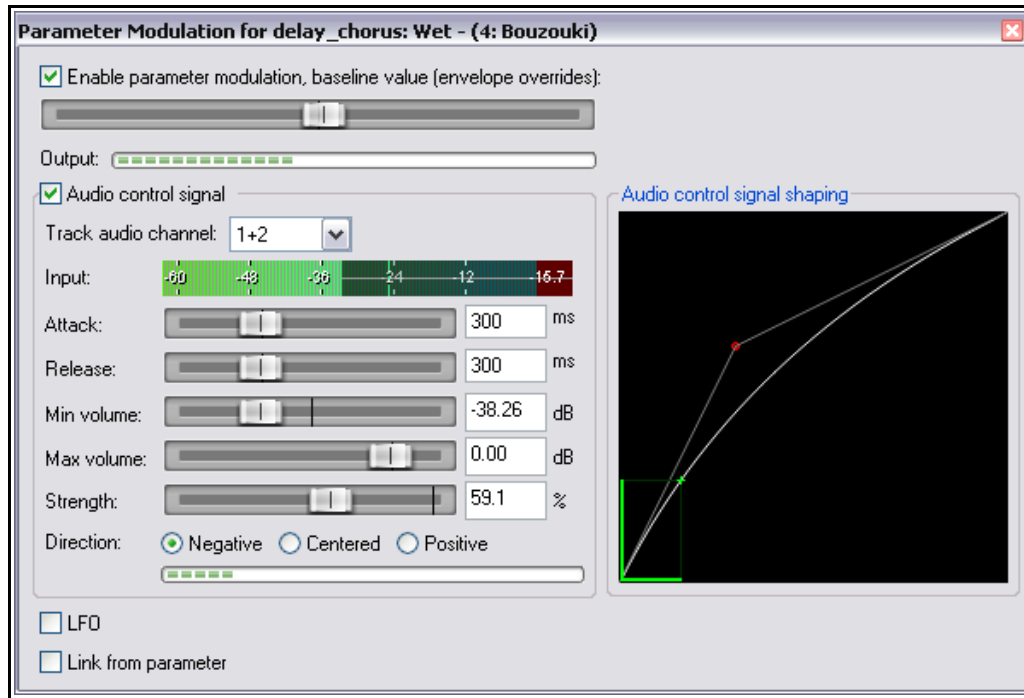 Parameter Modulation for delay_chorus: Wet - (4: Bouzouki)
Enable parameter modulation, baseline value (envelope overrides):
Output:
Audio control signal
Audio control signal shaping
Track audio channel: 1+2
Input: -60 -48 -36 -24 -12 -15.7
Attack: 300 ms
Release: 300 ms
Min volume: -38.26 dB
Max volume: 0.00 dB
Strength: 59.1 %
Direction: Negative Centered Positive
LFO
Link from parameter